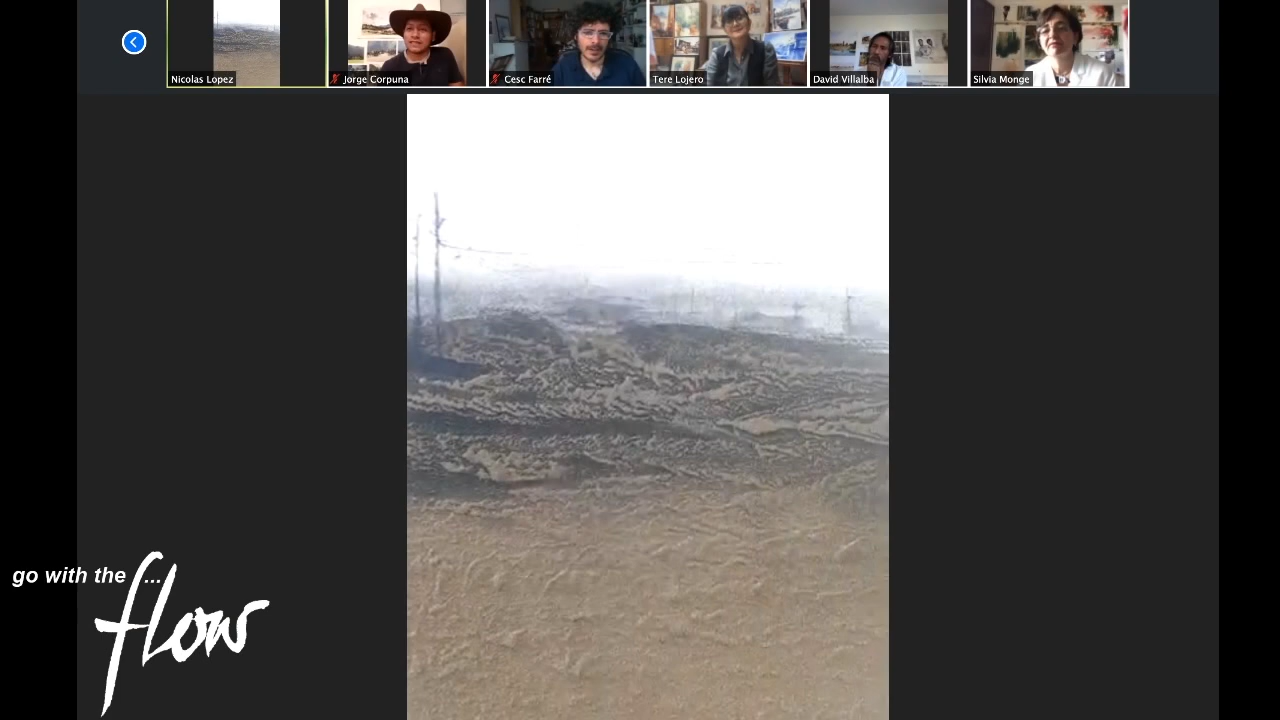 Nicolas Lopez
Jorge Corpuna
Cesc Farré
Tere Lojero
David Villalba
Silvia Monge
go with the ...
flow